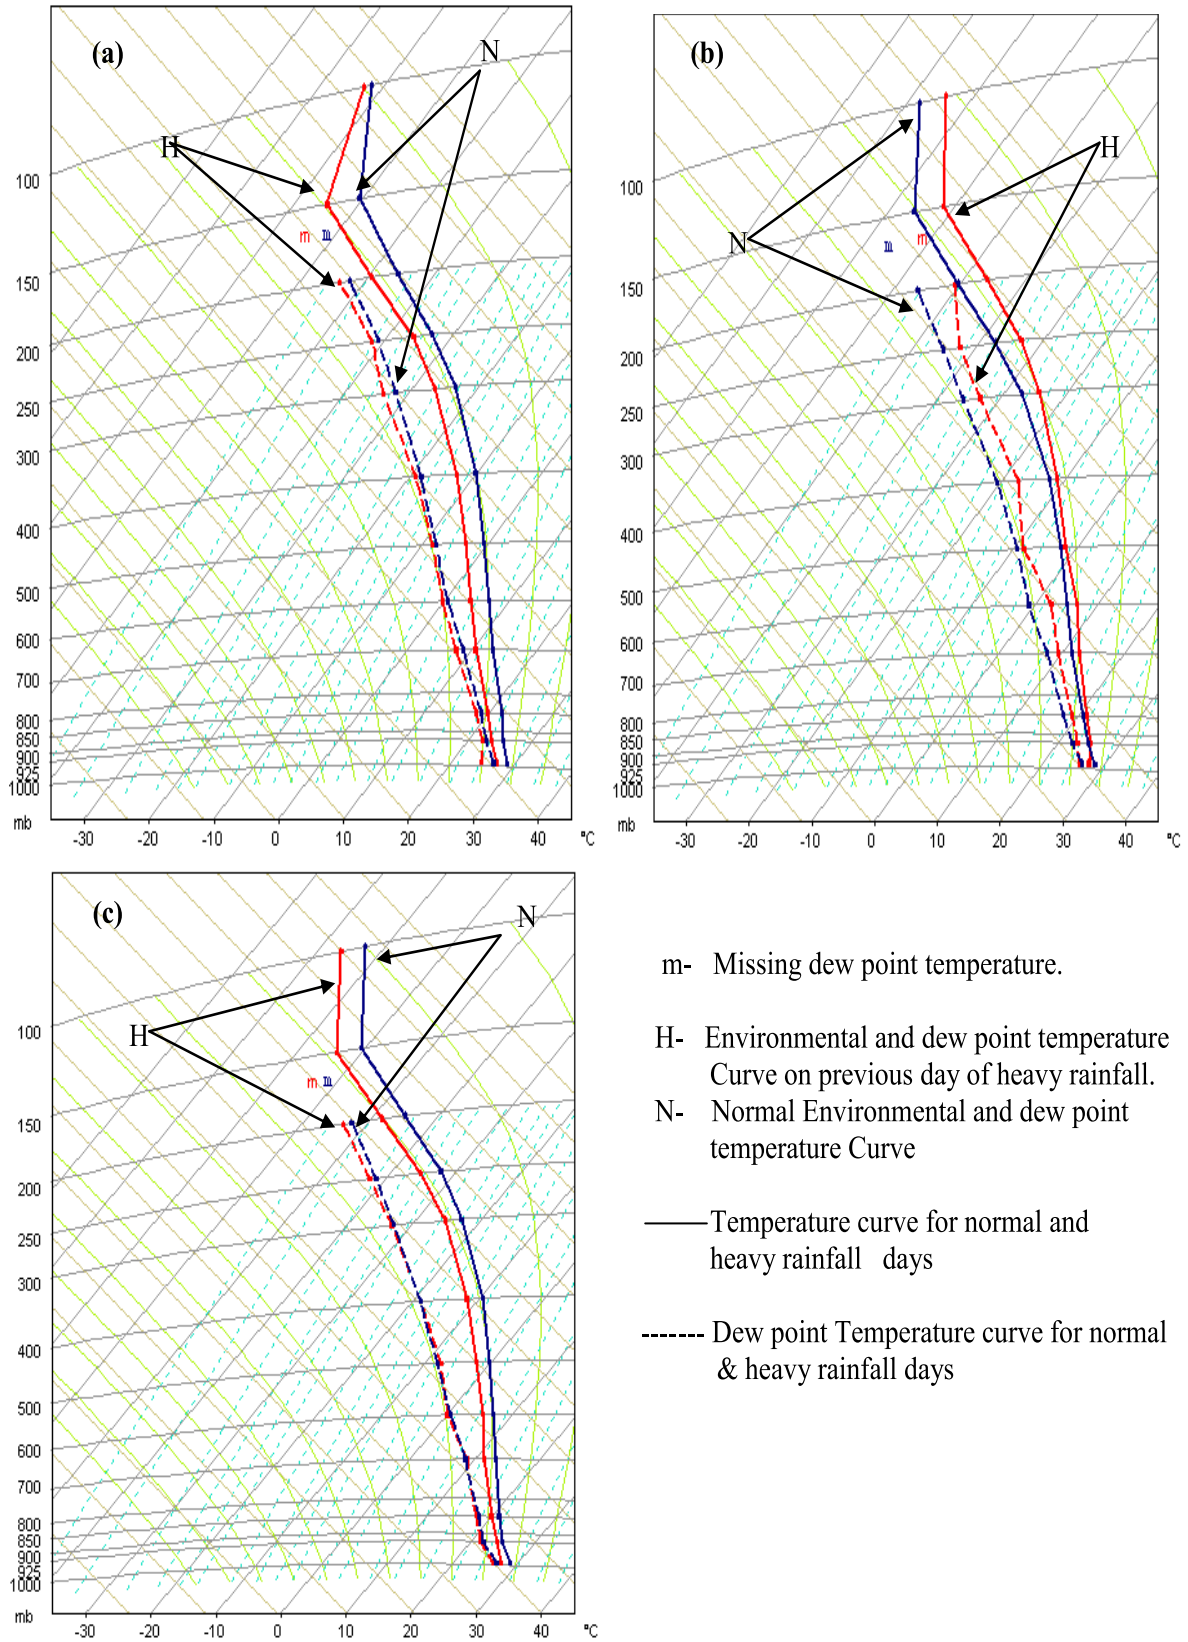 (a)
N
H
m m
100
150
200
250
300
400
500
600
700
800
850
900
925
1000
mb
-30 -20 -10 0 10 20 30 40 °C
(b)
H
N
m m
100
150
200
250
300
400
500
600
700
800
850
900
925
1000
mb
-30 -20 -10 0 10 20 30 40 °C
(c)
N
H
m m
100
150
200
250
300
400
500
600
700
800
850
900
925
1000
mb
-30 -20 -10 0 10 20 30 40 °C
m- Missing dew point temperature.
H- Environmental and dew point temperature
Curve on previous day of heavy rainfall.
N- Normal Environmental and dew point
temperature Curve
Temperature curve for normal and
heavy rainfall days
Dew point Temperature curve for normal
& heavy rainfall days